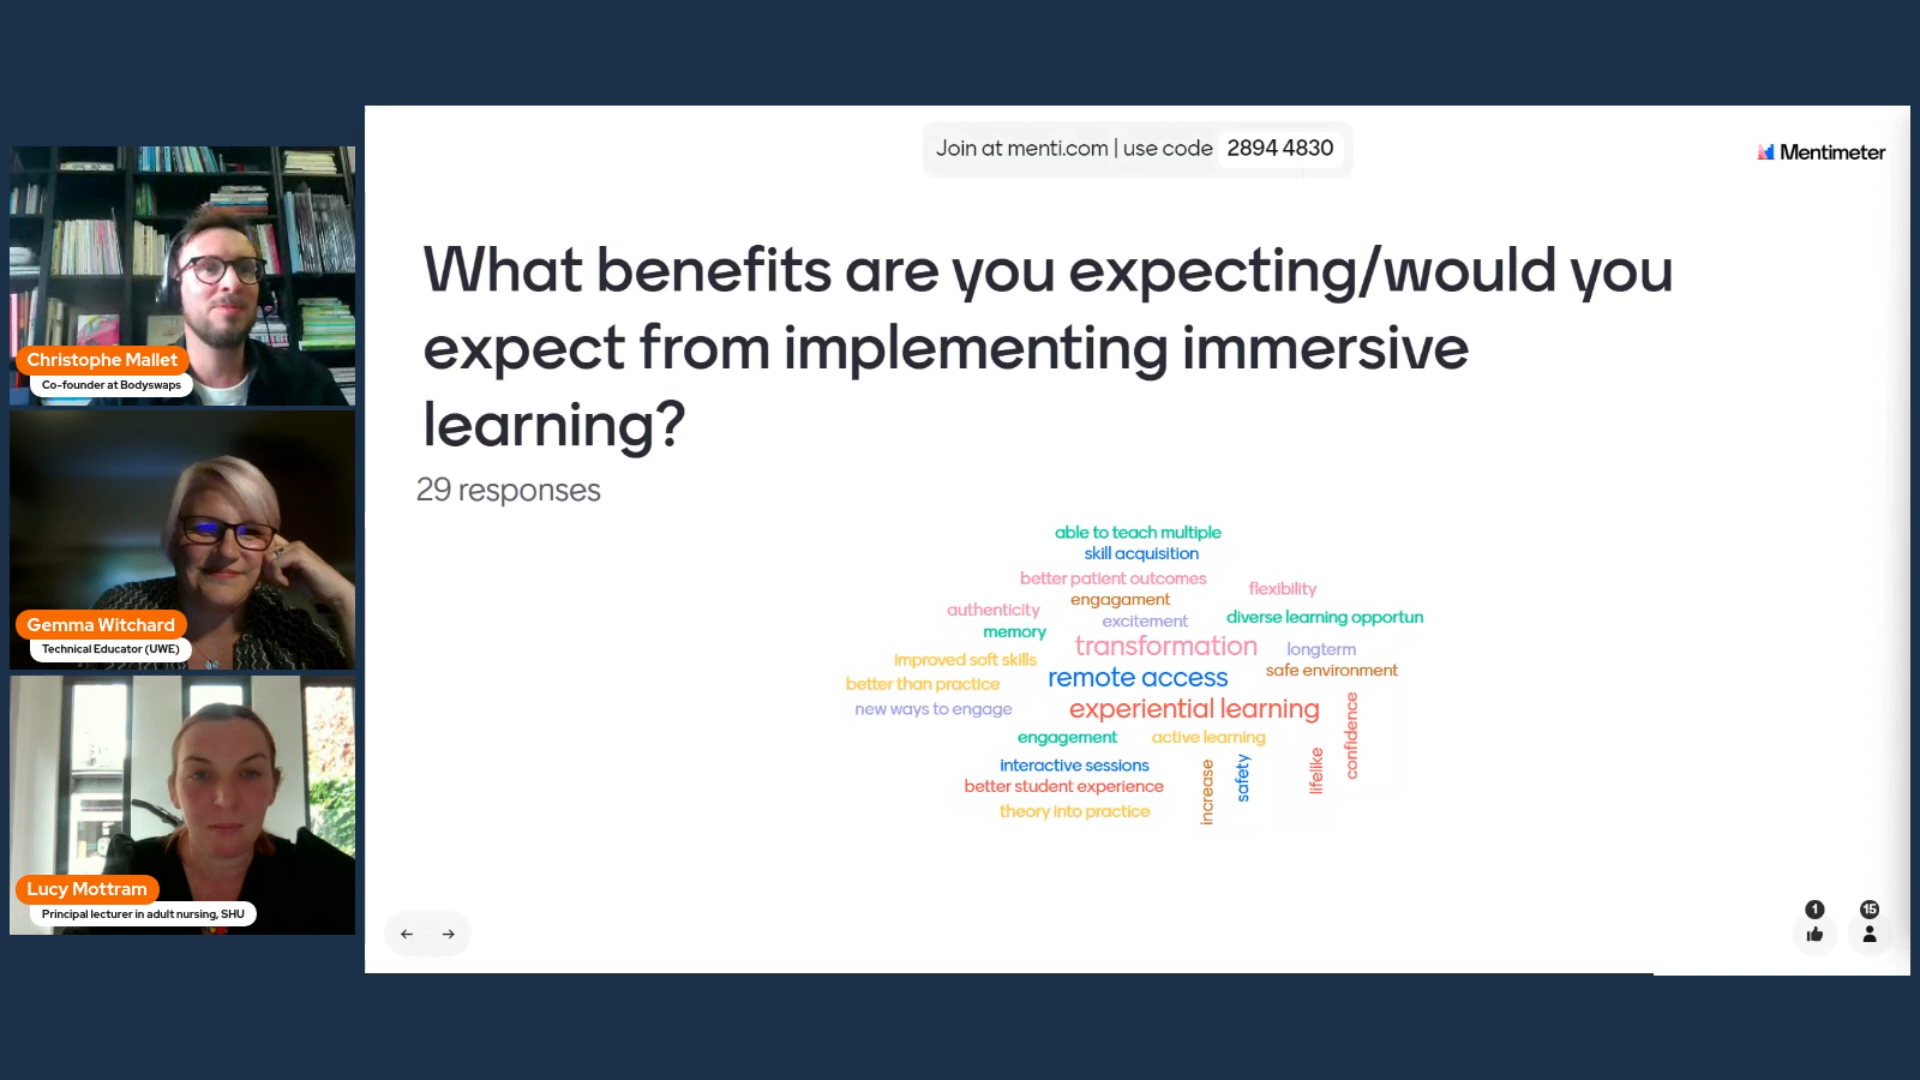 Join at menti.com | use code 2894 4830
Mentimeter
What benefits are you expecting/would you
expect from implementing immersive
learning?
29 responses
able to teach multiple
skill acquisition
better patient outcomes
flexibility
engagament
authenticity
excitement
diverse learning opportun
memory
transformation
longterm
improved soft skills
safe environment
remote access
better than practice
new ways to engage
experiential learning
confidence
engagement
active learning
interactive sessions
lifelike
safety
increase
better student experience
theory into practice
1
15
Christophe Mallet
Co-founder at Bodyswaps
Gemma Witchard
Technical Educator (UWE)
Lucy Mottram
Principal lecturer in adult nursing, SHU